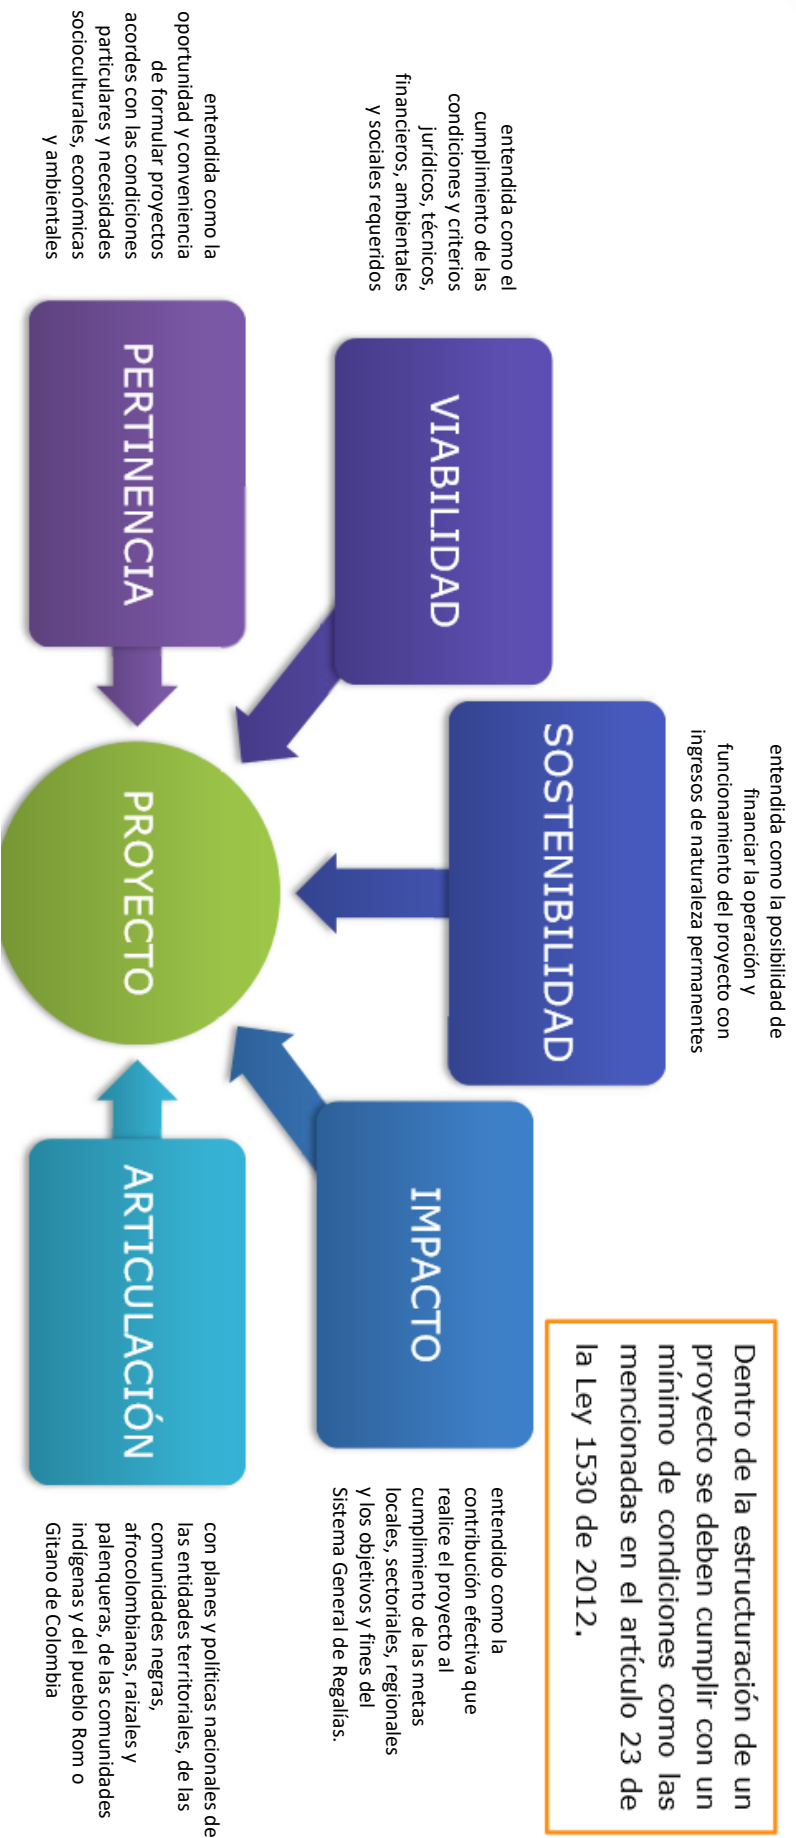 Dentro de la estructuración de un
proyecto se deben cumplir con un
mínimo de condiciones como las
mencionadas en el artículo 23 de
la Ley 1530 de 2012.
entendida como la posibilidad de
financiar la operación y
funcionamiento del proyecto con
ingresos de naturaleza permanentes
SOSTENIBILIDAD
entendida como el
cumplimiento de las
condiciones y criterios
jurídicos, técnicos,
financieros, ambientales
y sociales requeridos
VIABILIDAD
IMPACTO
entendido como la
contribución efectiva que
realice el proyecto al
cumplimiento de las metas
locales, sectoriales, regionales
y los objetivos y fines del
Sistema General de Regalías.
entendida como la
oportunidad y conveniencia
de formular proyectos
acordes con las condiciones
particulares y necesidades
socioculturales, económicas
y ambientales
PERTINENCIA
PROYECTO
ARTICULACIÓN
con planes y políticas nacionales de
las entidades territoriales, de las
comunidades negras,
afrocolombianas, raizales y
palenqueras, de las comunidades
indígenas y del pueblo Rom o
Gitano de Colombia